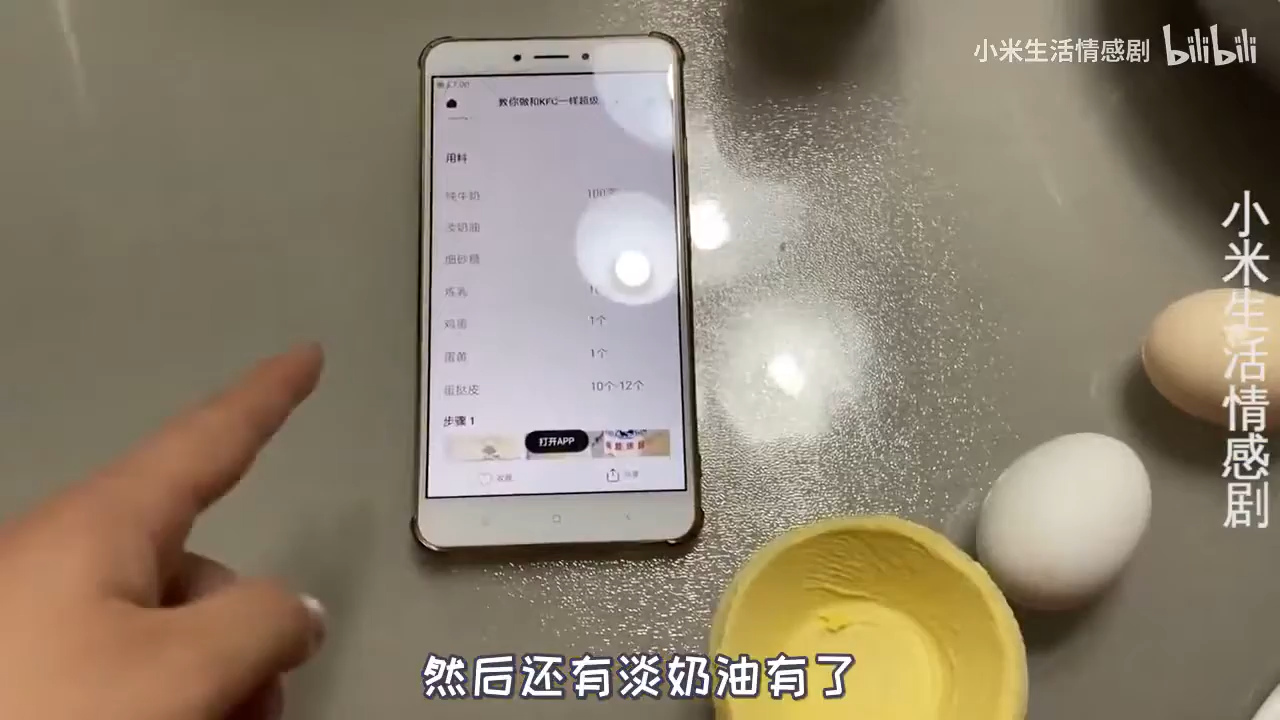 小米生活情感剧 bilibili
教你做和KFC一样超级
用料
纯牛奶 100
淡奶油
细砂糖
炼乳
鸡蛋 1个
蛋黄 1个
蛋挞皮 10个-12个
步骤 1
打开APP
收藏 分享
小米生活情感剧
然后还有淡奶油有了